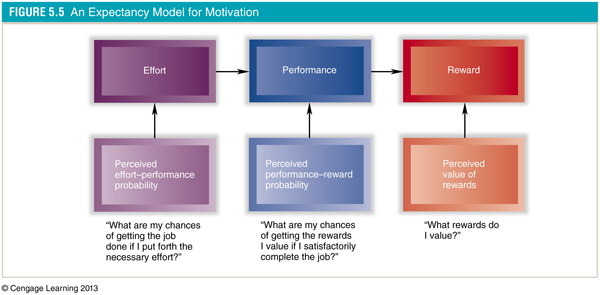 FIGURE 5.5 An Expectancy Model for Motivation
Effort
Performance
Reward
Perceived
effort–performance
probability
Perceived
performance–reward
probability
Perceived
value of
rewards
“What are my chances
of getting the job
done if I put forth the
necessary effort?”
“What are my chances
of getting the rewards
I value if I satisfactorily
complete the job?”
“What rewards do
I value?”
© Cengage Learning 2013